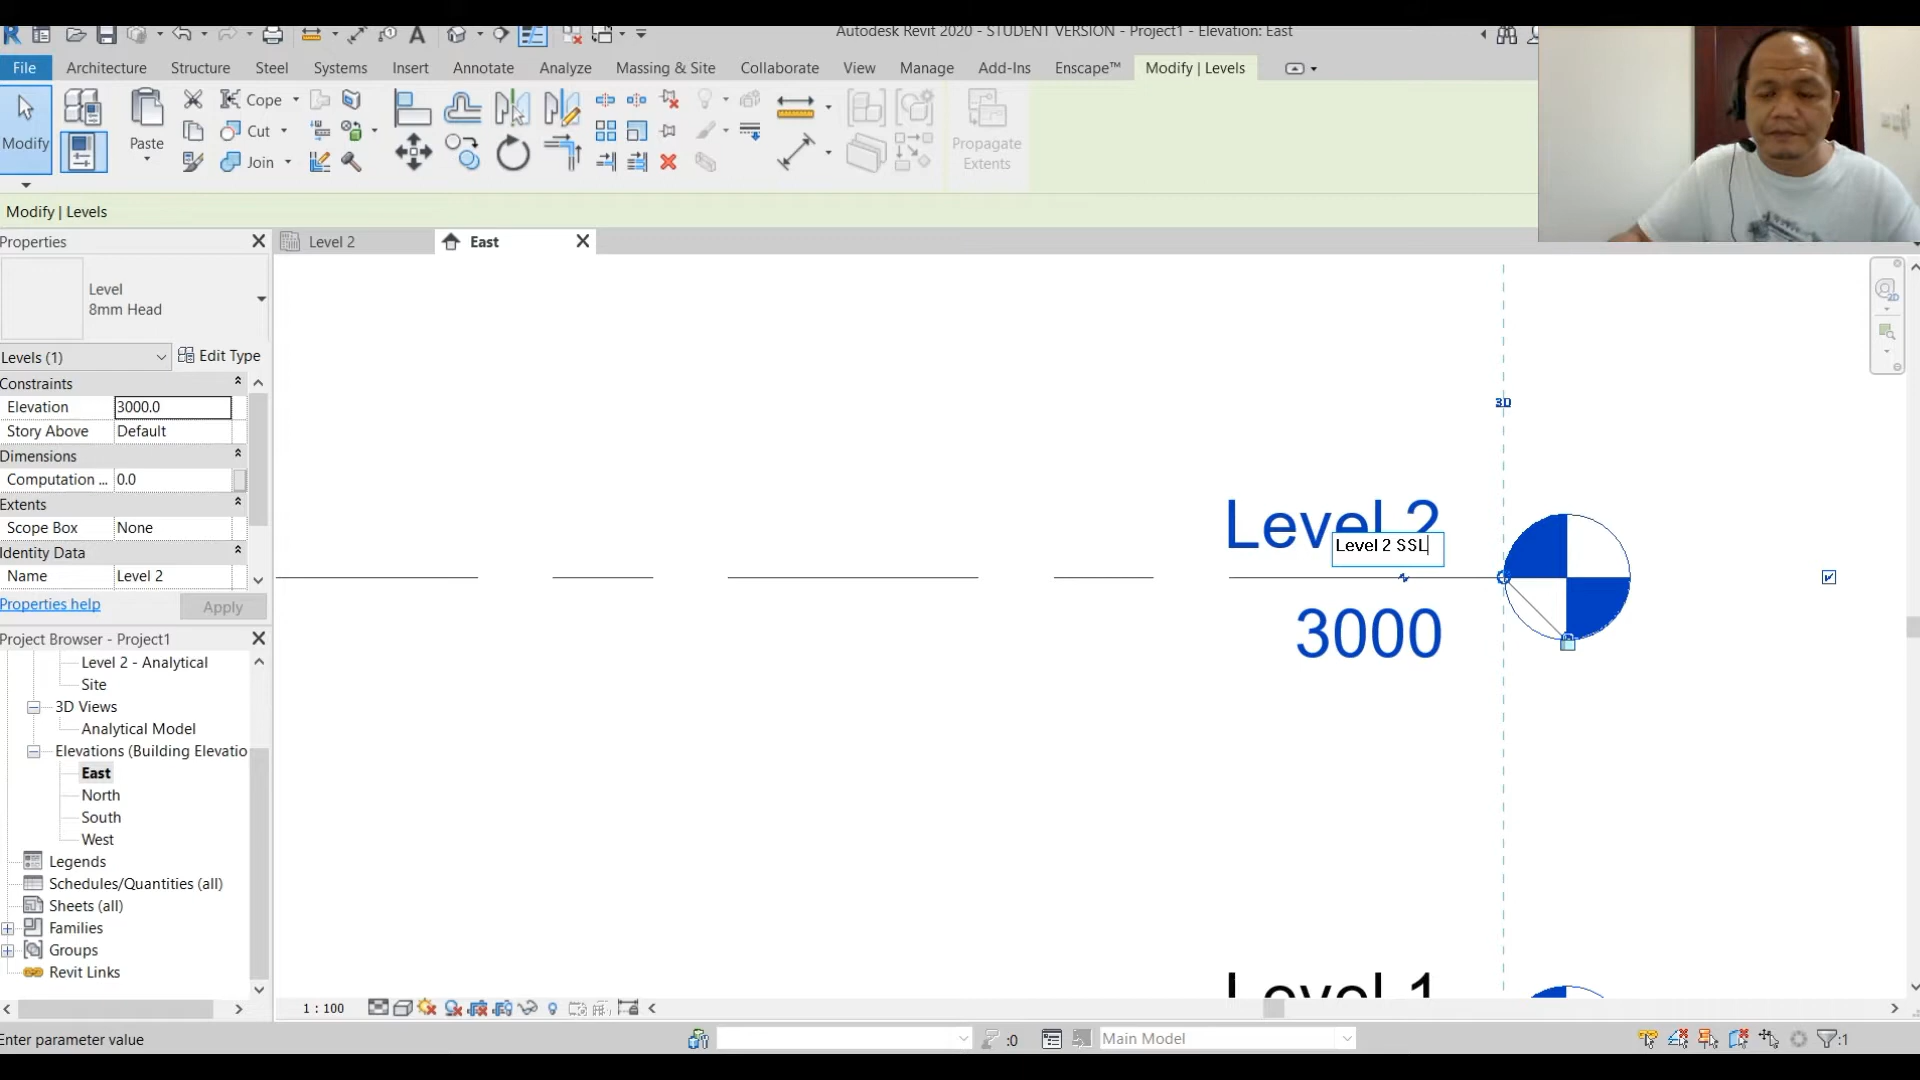 Autodesk Revit 2020 - STUDENT VERSION - Project1 - Elevation: East
File Architecture Structure Steel Systems Insert Annotate Analyze Massing & Site Collaborate View Manage Add-Ins Enscape™ Modify | Levels
Modify
Paste
Cope
Cut
Join
Propagate
Extents
Modify | Levels
Properties
Level 2
East
Level
8mm Head
Levels (1)
Edit Type
Constraints
Elevation 3000.0
Story Above Default
Dimensions
Computation ... 0.0
Extents
Scope Box None
Identity Data
Name Level 2
Properties help
Apply
Project Browser - Project1
Level 2 - Analytical
Site
3D Views
Analytical Model
Elevations (Building Elevatio
East
North
South
West
Legends
Schedules/Quantities (all)
Sheets (all)
Families
Groups
Revit Links
3D
Level 2
Level 2 SSL
3000
Level 1
1 : 100
Enter parameter value
:0
Main Model
:1